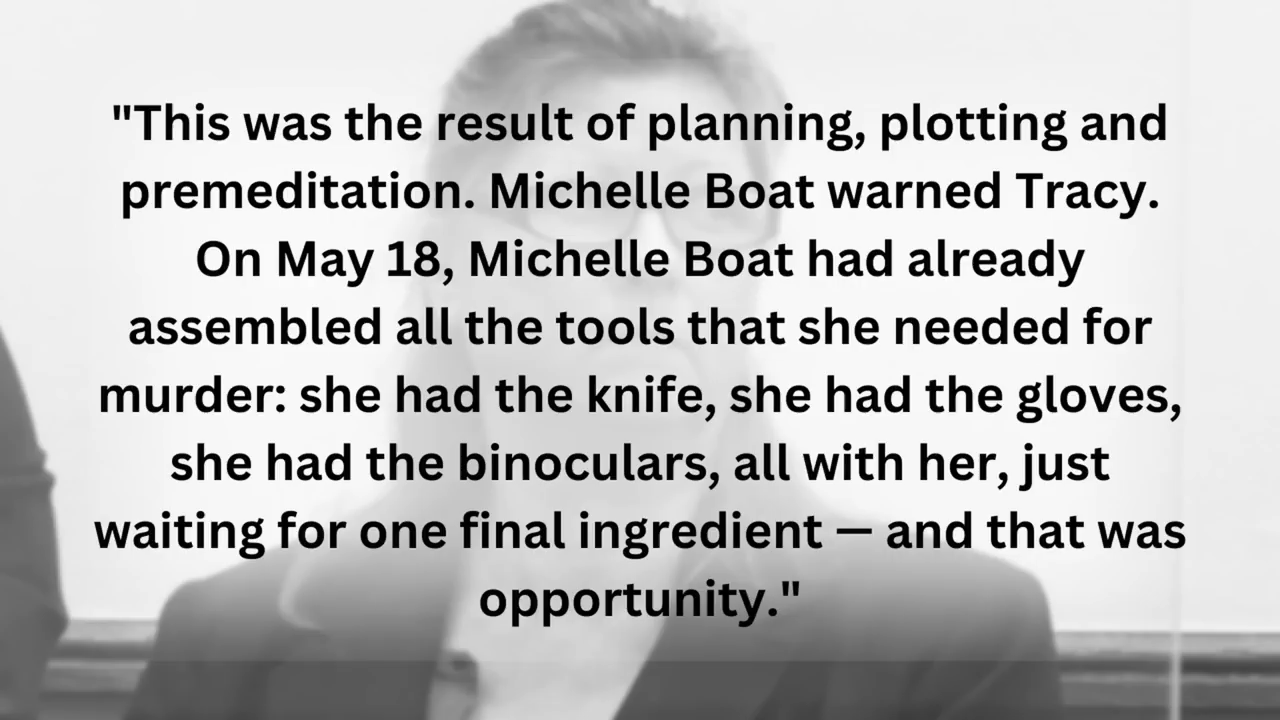 "This was the result of planning, plotting and
premeditation. Michelle Boat warned Tracy.
On May 18, Michelle Boat had already
assembled all the tools that she needed for
murder: she had the knife, she had the gloves,
she had the binoculars, all with her, just
waiting for one final ingredient — and that was
opportunity."